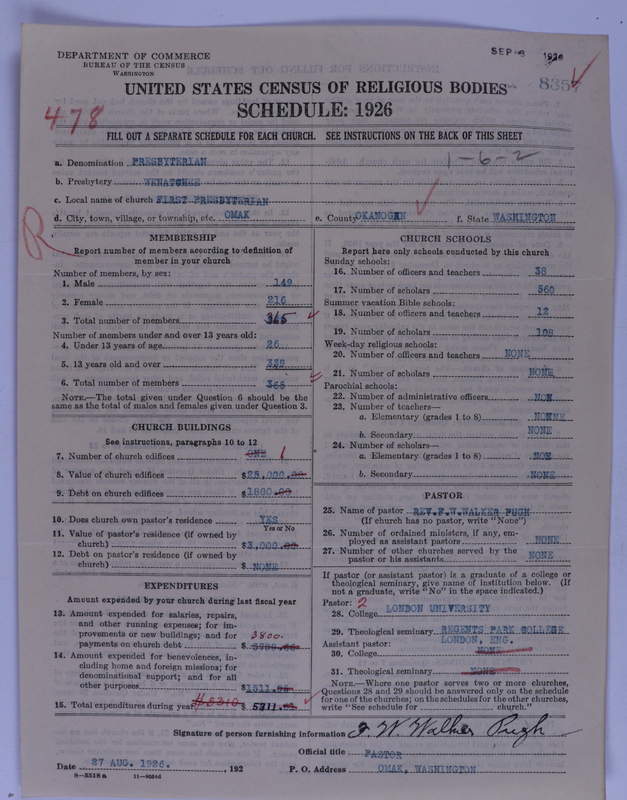 DEPARTMENT OF COMMERCE
BUREAU OF THE CENSUS
WASHINGTON
SEP 8 1926
835
UNITED STATES CENSUS OF RELIGIOUS BODIES
SCHEDULE: 1926
478
FILL OUT A SEPARATE SCHEDULE FOR EACH CHURCH. SEE INSTRUCTIONS ON THE BACK OF THIS SHEET
a. Denomination PRESBYTERIAN 1-6-2
b. Presbytery WENATCHEE
c. Local name of church FIRST PRESBYTERIAN
d. City, town, village, or township, etc. OMAK e. County OKANOGAN f. State WASHINGTON
R
MEMBERSHIP
Report number of members according to definition of
member in your church
Number of members, by sex:
1. Male 149
2. Female 216
3. Total number of members 365
Number of members under and over 13 years old:
4. Under 13 years of age 26
5. 13 years old and over 339
6. Total number of members 365
NOTE.—The total given under Question 6 should be the
same as the total of males and females given under Question 3.
CHURCH BUILDINGS
See instructions, paragraphs 10 to 12
7. Number of church edifices ONE 1
8. Value of church edifices $25,000.00
9. Debt on church edifices $1800.00
10. Does church own pastor's residence YES
Yes or No
11. Value of pastor's residence (if owned by
church) $3,000.00
12. Debt on pastor's residence (if owned by
church) $ NONE
EXPENDITURES
Amount expended by your church during last fiscal year
13. Amount expended for salaries, repairs,
and other running expenses; for im-
provements or new buildings; and for 3800.
payments on church debt $
14. Amount expended for benevolences, in-
cluding home and foreign missions; for
denominational support; and for all
other purposes $1511.00
15. Total expenditures during year $5310 $ 5311.00
CHURCH SCHOOLS
Report here only schools conducted by this church
Sunday schools:
16. Number of officers and teachers 38
17. Number of scholars 560
Summer vacation Bible schools:
18. Number of officers and teachers 12
19. Number of scholars 108
Week-day religious schools:
20. Number of officers and teachers NONE
21. Number of scholars NONE
Parochial schools:
22. Number of administrative officers
23. Number of teachers—
a. Elementary (grades 1 to 8)
b. Secondary NONE
24. Number of scholars—
a. Elementary (grades 1 to 8)
b. Secondary NONE
PASTOR
25. Name of pastor REV.F.W.WALKER PUGH
(If church has no pastor, write "None")
26. Number of ordained ministers, if any, em-
ployed as assistant pastors NONE
27. Number of other churches served by the
pastor or his assistants NONE
If pastor (or assistant pastor) is a graduate of a college or
theological seminary, give name of institution below. (If
not a graduate, write "No" in the space indicated.)
Pastor: 2
28. College LONDON UNIVERSITY
29. Theological seminary REGENTS PARK COLLEGE
Assistant pastor: LONDON, ENG.
30. College NONE
31. Theological seminary NONE
NOTE.—Where one pastor serves two or more churches,
Questions 28 and 29 should be answered only on the schedule
for one of the churches; on the schedules for the other churches,
write "See schedule for church."
Signature of person furnishing information F. W. Walker Pugh
Official title PASTOR
Date 27 AUG. 1926. , 192 P. O. Address OMAK, WASHINGTON
8—5518a 11—9034d